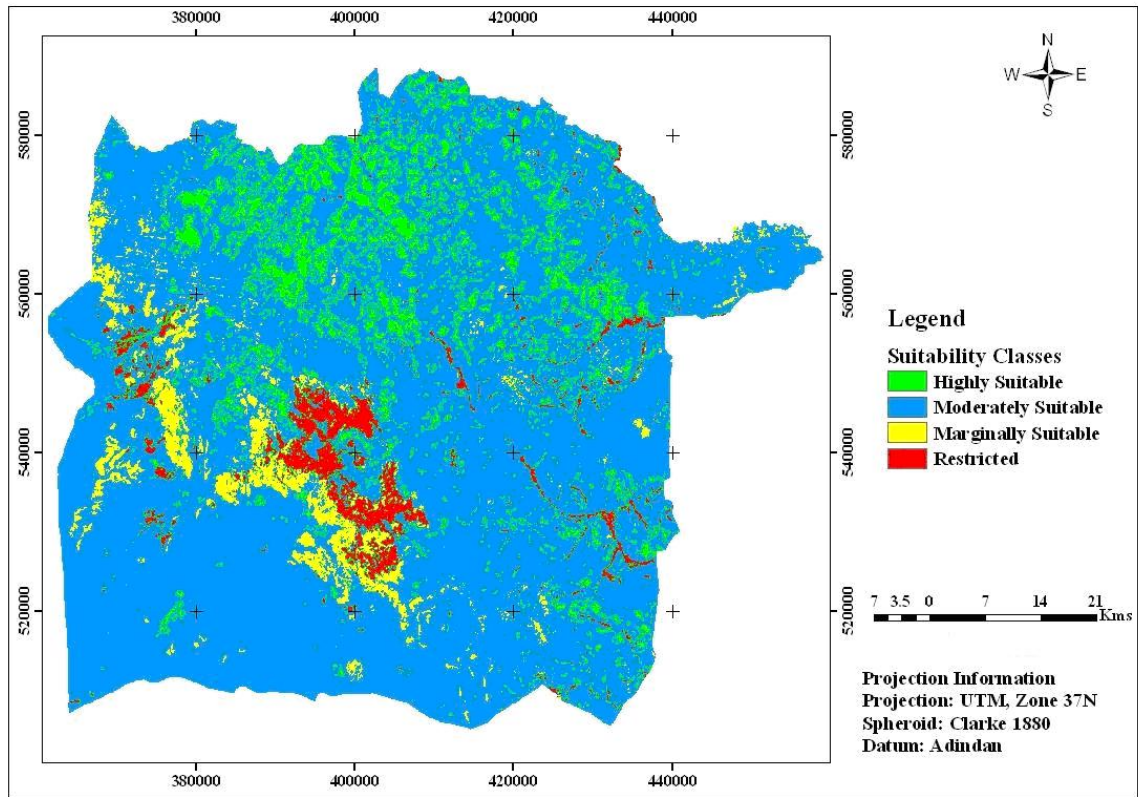 380000 400000 420000 440000
N
W E
S
580000 580000
560000 560000
Legend
Suitability Classes
Highly Suitable
Moderately Suitable
Marginally Suitable
Restricted
540000 540000
7 3.5 0 7 14 21
Kms
520000 520000
Projection Information
Projection: UTM, Zone 37N
Spheroid: Clarke 1880
Datum: Adindan
380000 400000 420000 440000